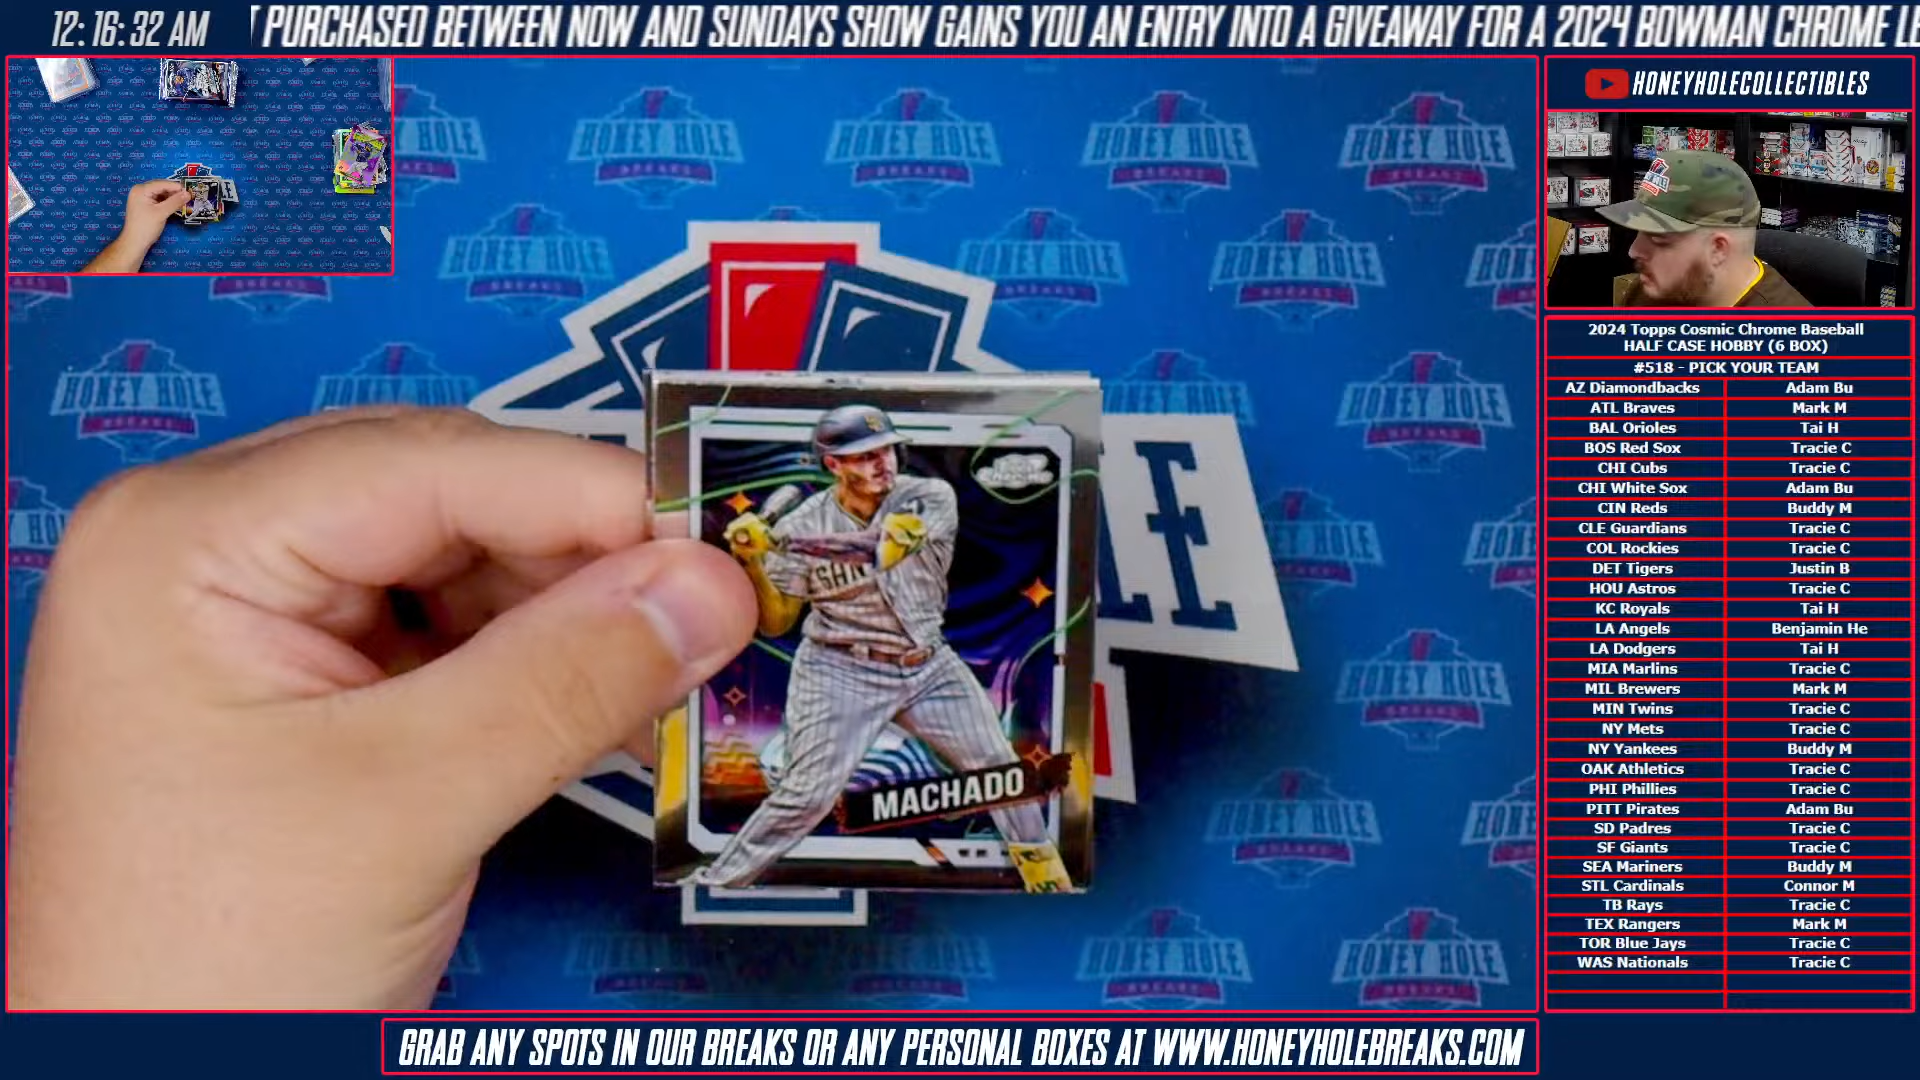 12:16:32 AM
PURCHASED BETWEEN NOW AND SUNDAYS SHOW GAINS YOU AN ENTRY INTO A GIVEAWAY FOR A 2024 BOWMAN CHROME
HONEYHOLECOLLECTIBLES
2024 Topps Cosmic Chrome Baseball
HALF CASE HOBBY (6 BOX)
#518 - PICK YOUR TEAM
AZ Diamondbacks Adam Bu
ATL Braves Mark M
BAL Orioles Tai H
BOS Red Sox Tracie C
CHI Cubs Tracie C
CHI White Sox Adam Bu
CIN Reds Buddy M
CLE Guardians Tracie C
COL Rockies Tracie C
DET Tigers Justin B
HOU Astros Tracie C
KC Royals Tai H
LA Angels Benjamin He
LA Dodgers Tai H
MIA Marlins Tracie C
MIL Brewers Mark M
MIN Twins Tracie C
NY Mets Tracie C
NY Yankees Buddy M
OAK Athletics Tracie C
PHI Phillies Tracie C
PITT Pirates Adam Bu
SD Padres Tracie C
SF Giants Tracie C
SEA Mariners Buddy M
STL Cardinals Connor M
TB Rays Tracie C
TEX Rangers Mark M
TOR Blue Jays Tracie C
WAS Nationals Tracie C
HONEY HOLE
BREAKS
MACHADO
GRAB ANY SPOTS IN OUR BREAKS OR ANY PERSONAL BOXES AT WWW.HONEYHOLEBREAKS.COM